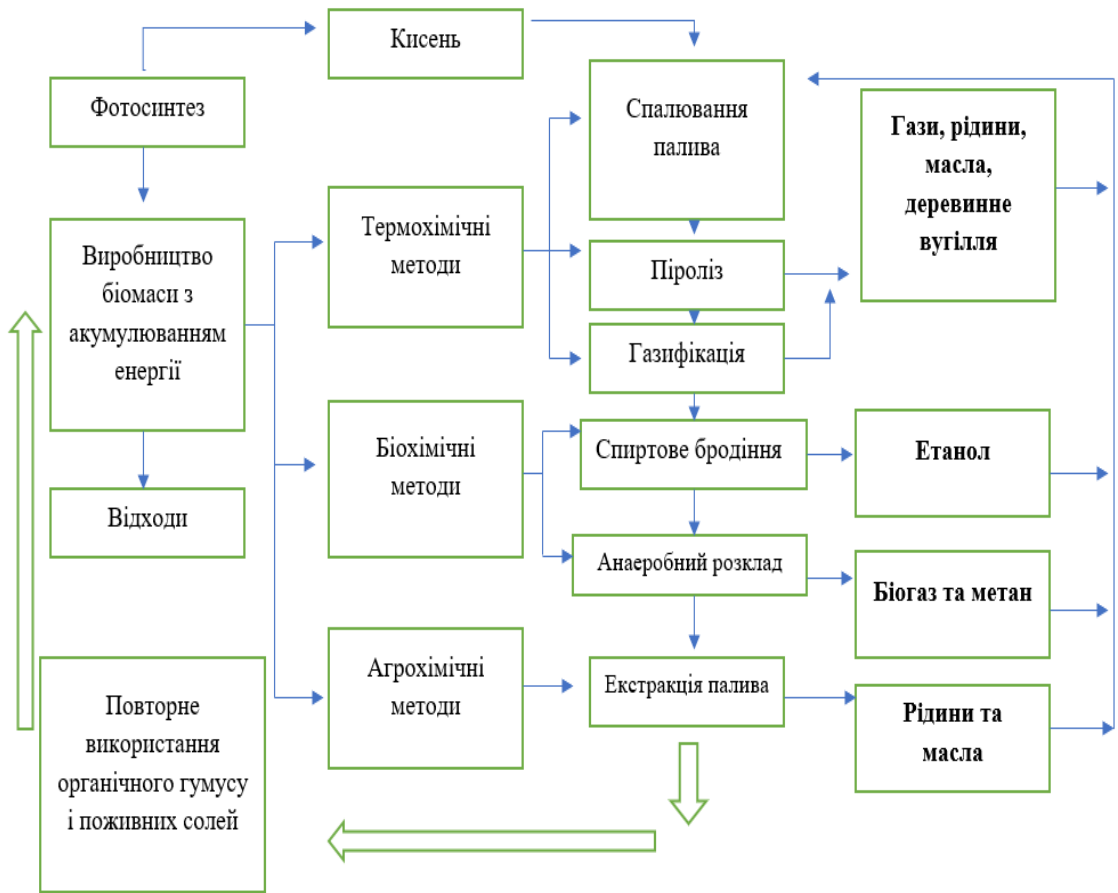 Кисень
Фотосинтез
Спалювання
палива
Гази, рідини,
масла,
деревинне
вугілля
Виробництво
біомаси з
акумулюванням
енергії
Термохімічні
методи
Піроліз
Газифікація
Біохімічні
методи
Спиртове бродіння
Етанол
Відходи
Анаеробний розклад
Біогаз та метан
Повторне
використання
органічного гумусу
і поживних солей
Агрохімічні
методи
Екстракція палива
Рідини та
масла